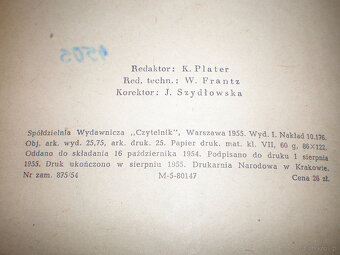 4505
Redaktor: K. Plater
Red. techn.: W. Frantz
Korektor: J. Szydłowska
Spółdzielnia Wydawnicza „Czytelnik", Warszawa 1955. Wyd. I. Nakład 10.176.
Obj. ark. wyd. 25,75, ark. druk. 25. Papier druk. mat. kl. VII, 60 g, 86×122.
Oddano do składania 16 października 1954. Podpisano do druku 1 sierpnia
1955. Druk ukończono w sierpniu 1955. Drukarnia Narodowa w Krakowie.
Nr zam. 875/54 M-5-80147 Cena 26 zł.